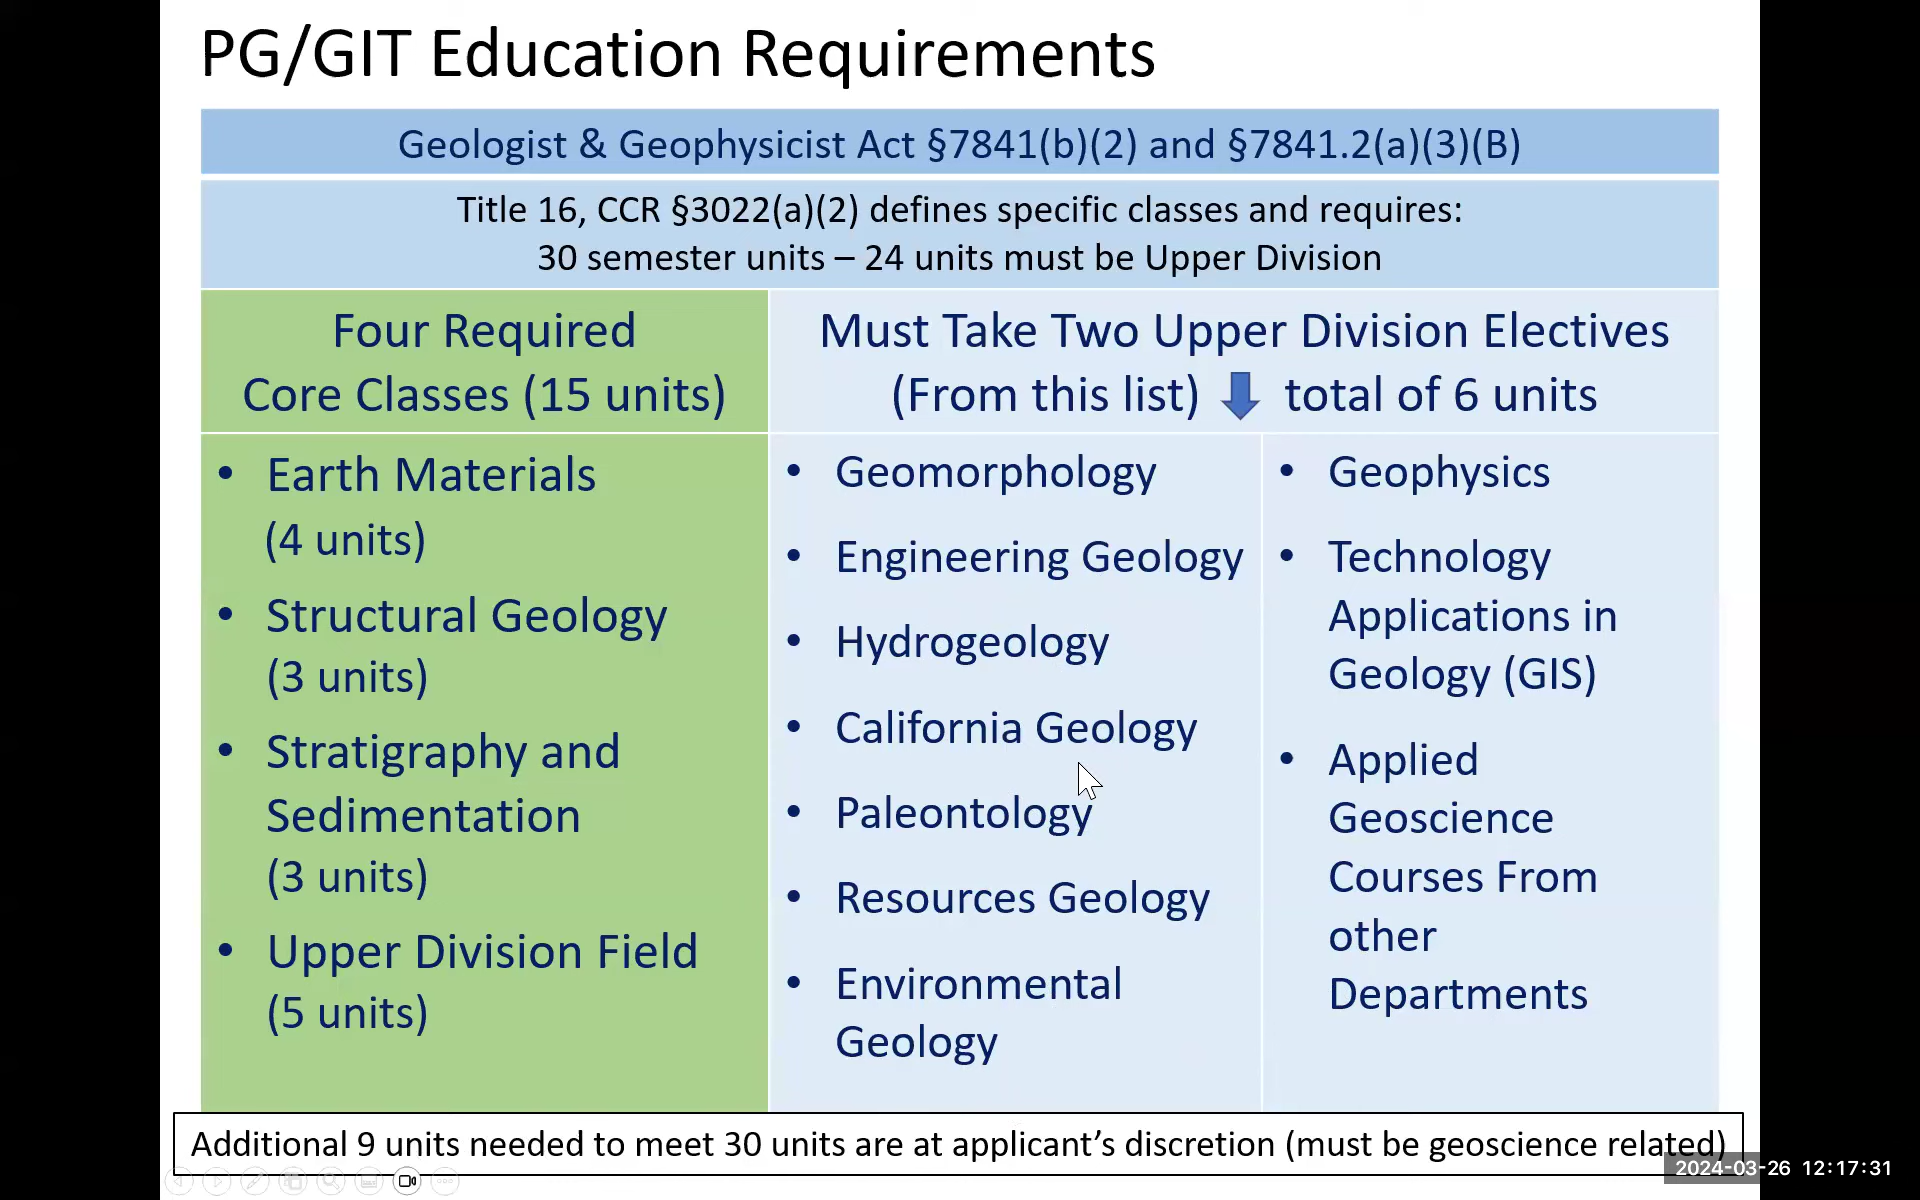 PG/GIT Education Requirements
Geologist & Geophysicist Act §7841(b)(2) and §7841.2(a)(3)(B)
Title 16, CCR §3022(a)(2) defines specific classes and requires:
30 semester units – 24 units must be Upper Division
Four Required
Core Classes (15 units)
Must Take Two Upper Division Electives
(From this list) total of 6 units
• Earth Materials
(4 units)
• Structural Geology
(3 units)
• Stratigraphy and
Sedimentation
(3 units)
• Upper Division Field
(5 units)
• Geomorphology
• Engineering Geology
• Hydrogeology
• California Geology
• Paleontology
• Resources Geology
• Environmental
Geology
• Geophysics
• Technology
Applications in
Geology (GIS)
• Applied
Geoscience
Courses From
other
Departments
Additional 9 units needed to meet 30 units are at applicant’s discretion (must be geoscience related)
2024-03-26 12:17:31